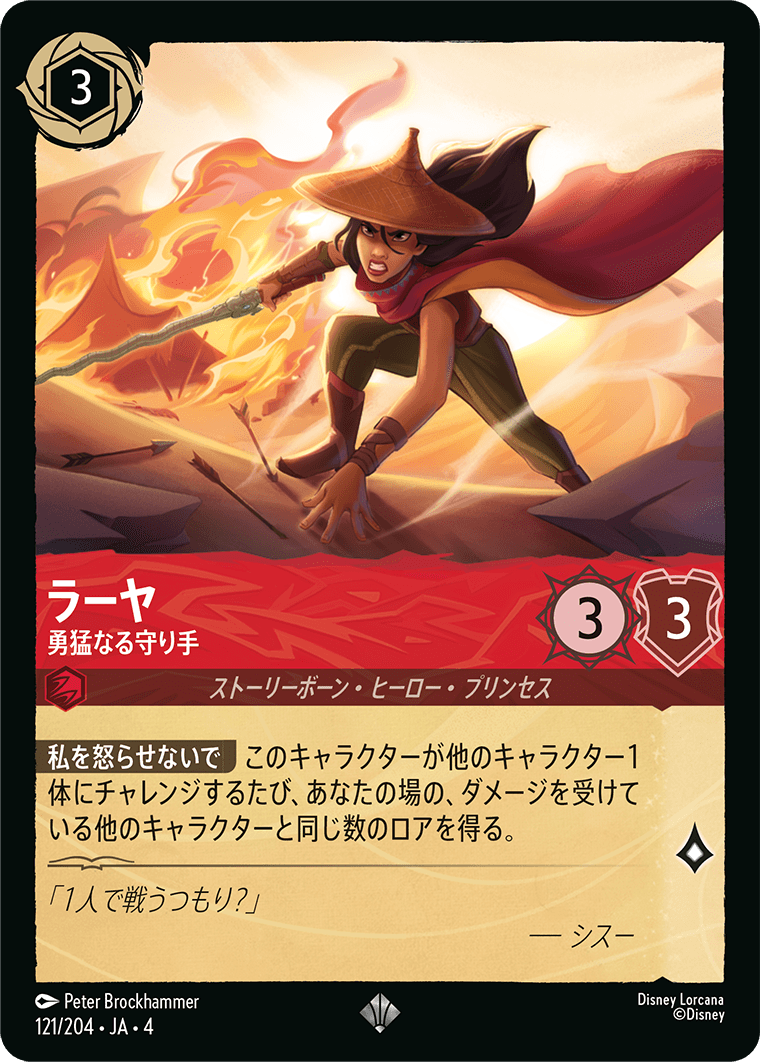 3
ラーヤ
勇猛なる守り手
3
3
ストーリーボーン・ヒーロー・プリンセス
私を怒らせないで このキャラクターが他のキャラクター1
体にチャレンジするたび、あなたの場の、ダメージを受けて
いる他のキャラクターと同じ数のロアを得る。
「1人で戦うつもり?」
── シスー
Peter Brockhammer
121/204・JA・4
Disney Lorcana
©Disney